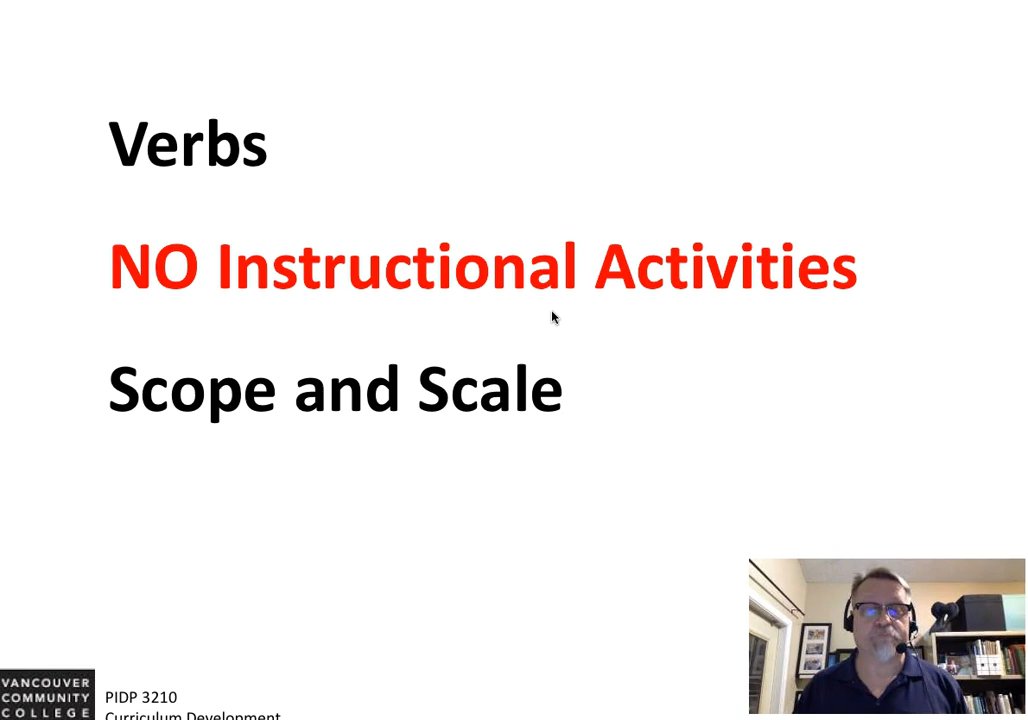 Verbs
NO Instructional Activities
Scope and Scale
VANCOUVER
COMMUNITY
COLLEGE
PIDP 3210
Curriculum Development